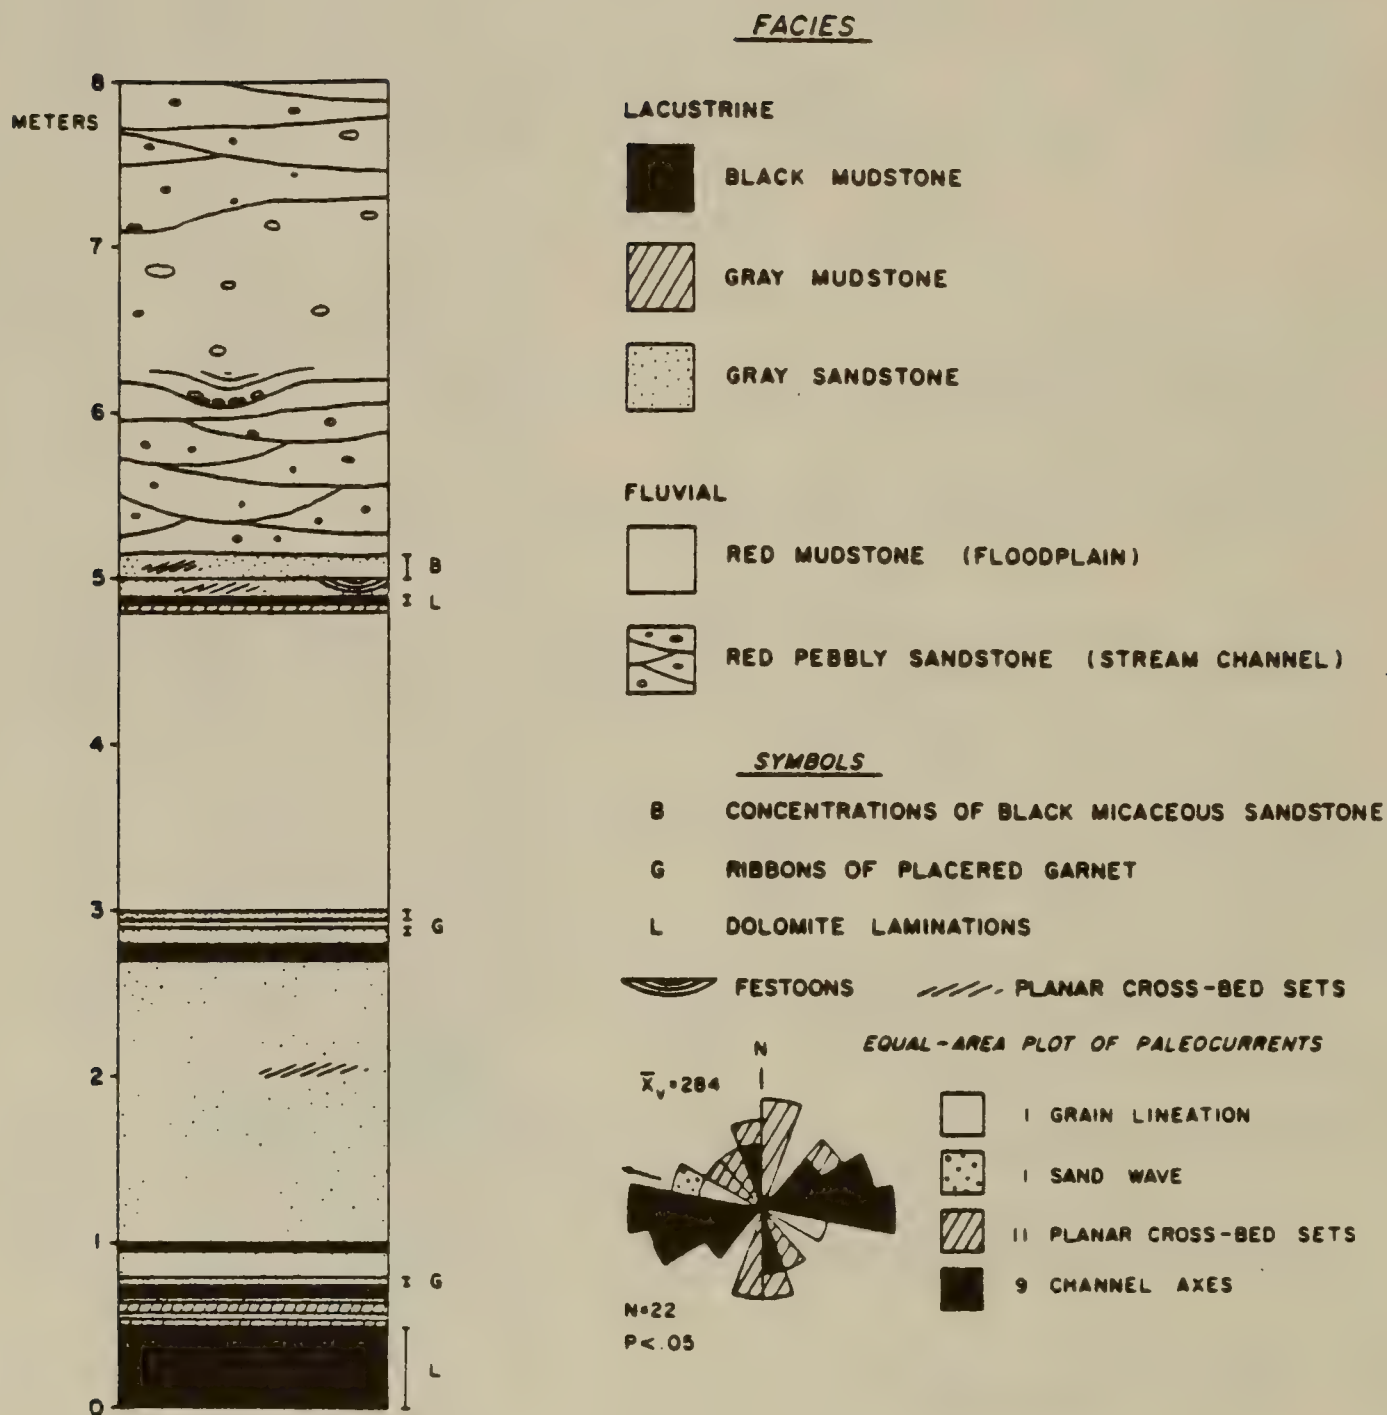 FACIES
8
METERS
7
6
5
4
3
2
1
0
B
L
G
G
L
LACUSTRINE
BLACK MUDSTONE
GRAY MUDSTONE
GRAY SANDSTONE
FLUVIAL
RED MUDSTONE (FLOODPLAIN)
RED PEBBLY SANDSTONE (STREAM CHANNEL)
SYMBOLS
B CONCENTRATIONS OF BLACK MICACEOUS SANDSTONE
G RIBBONS OF PLACERED GARNET
L DOLOMITE LAMINATIONS
FESTOONS PLANAR CROSS-BED SETS
EQUAL-AREA PLOT OF PALEOCURRENTS
N
X̄v=284
N=22
P<.05
1 GRAIN LINEATION
1 SAND WAVE
11 PLANAR CROSS-BED SETS
9 CHANNEL AXES